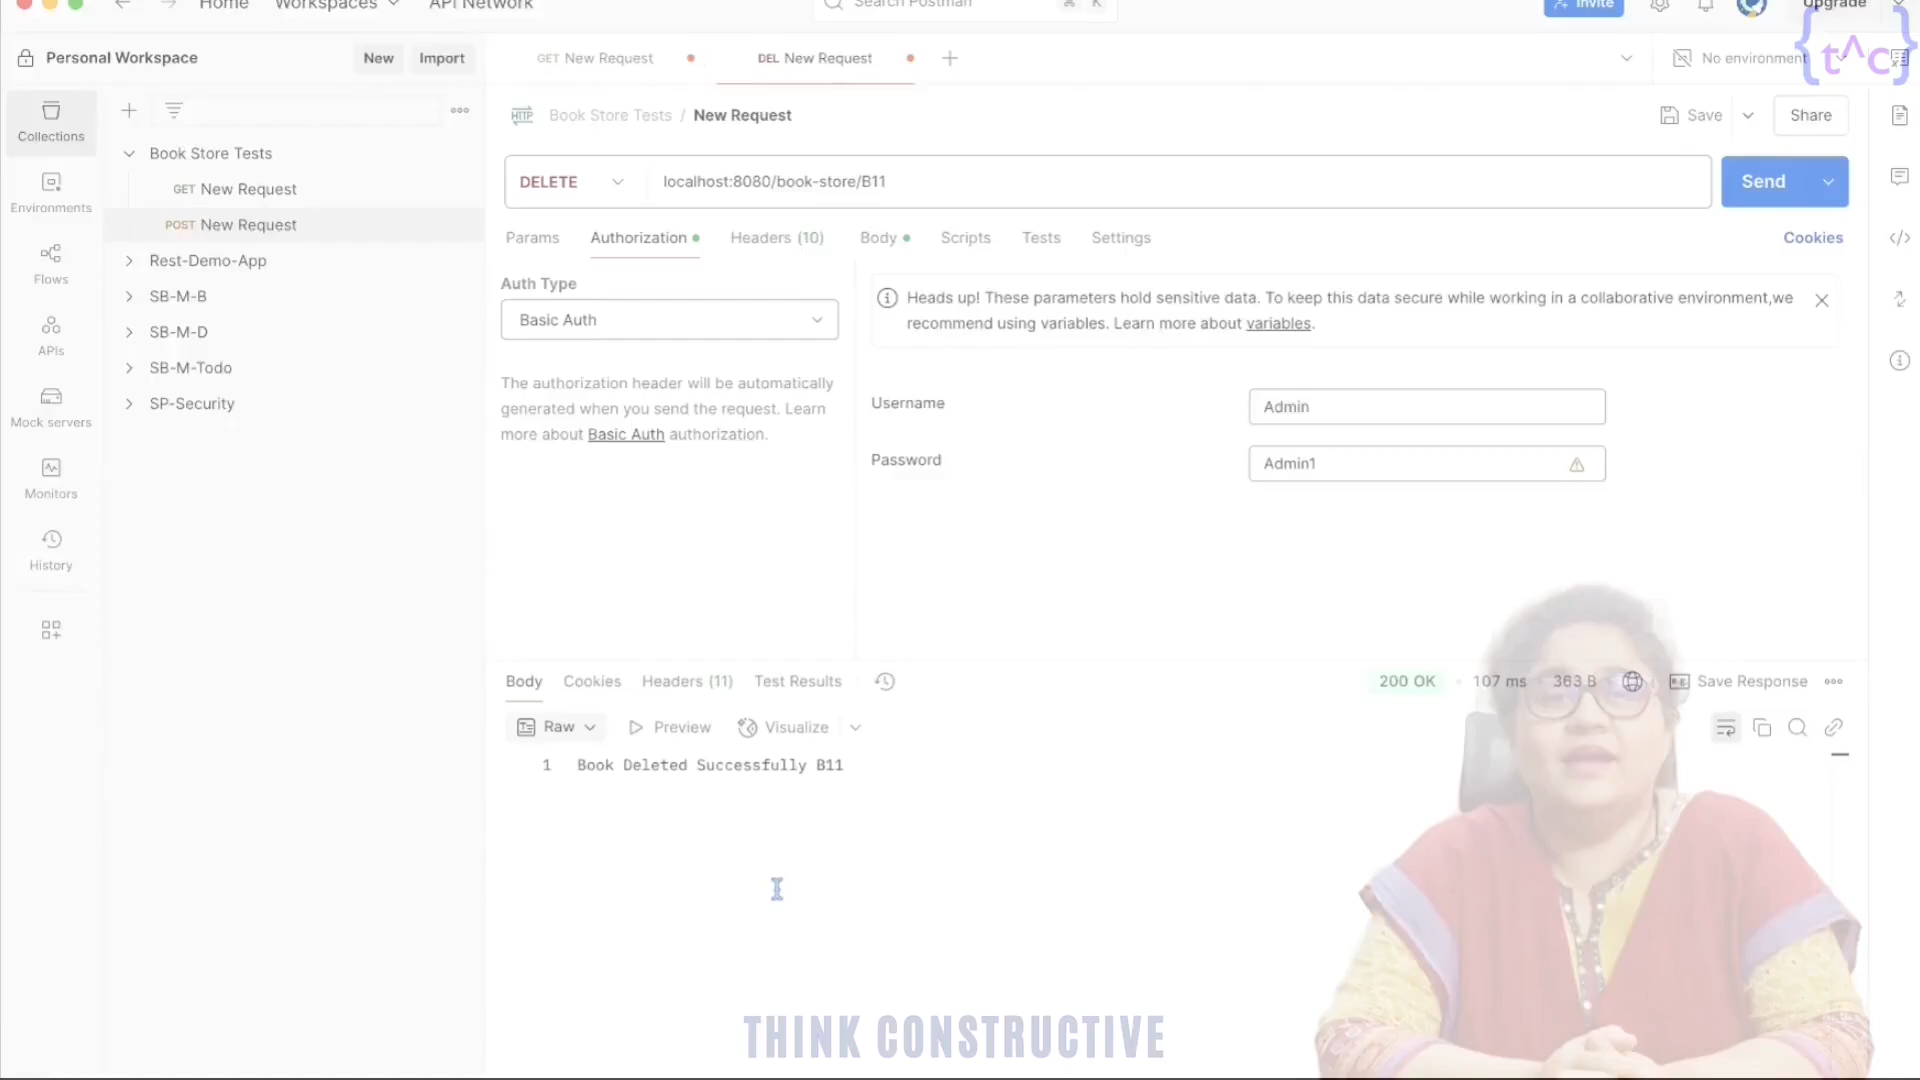 Home Workspaces API Network Search Postman ⌘ K Invite Upgrade
{t^c}
Personal Workspace New Import GET New Request DEL New Request No environment
Collections
Environments
Flows
APIs
Mock servers
Monitors
History
Book Store Tests
GET New Request
POST New Request
Rest-Demo-App
SB-M-B
SB-M-D
SB-M-Todo
SP-Security
HTTP Book Store Tests / New Request Save Share
DELETE localhost:8080/book-store/B11 Send
Params Authorization Headers (10) Body Scripts Tests Settings Cookies
Auth Type
Basic Auth
The authorization header will be automatically
generated when you send the request. Learn
more about Basic Auth authorization.
Heads up! These parameters hold sensitive data. To keep this data secure while working in a collaborative environment,we
recommend using variables. Learn more about variables.
Username Admin
Password Admin1
Body Cookies Headers (11) Test Results 200 OK 107 ms 363 B e.g. Save Response
Raw Preview Visualize
1 Book Deleted Successfully B11
THINK CONSTRUCTIVE